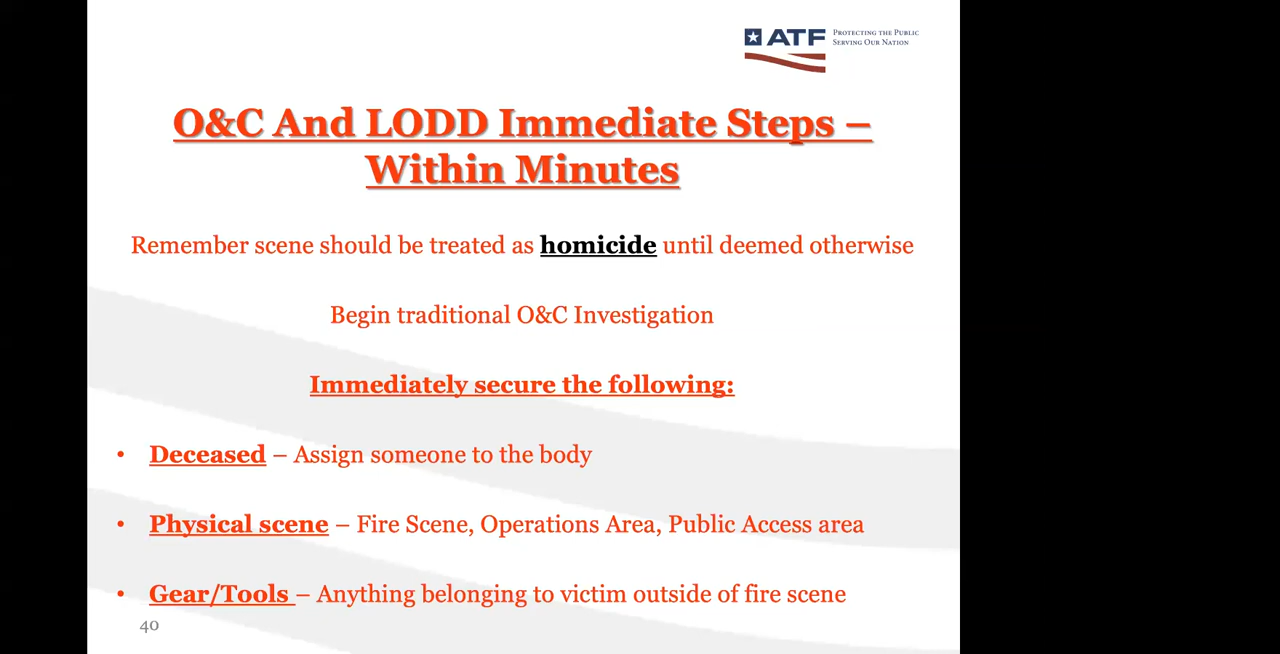 ATF
PROTECTING THE PUBLIC
SERVING OUR NATION
O&C And LODD Immediate Steps –
Within Minutes
Remember scene should be treated as homicide until deemed otherwise
Begin traditional O&C Investigation
Immediately secure the following:
• Deceased – Assign someone to the body
• Physical scene – Fire Scene, Operations Area, Public Access area
• Gear/Tools – Anything belonging to victim outside of fire scene
40